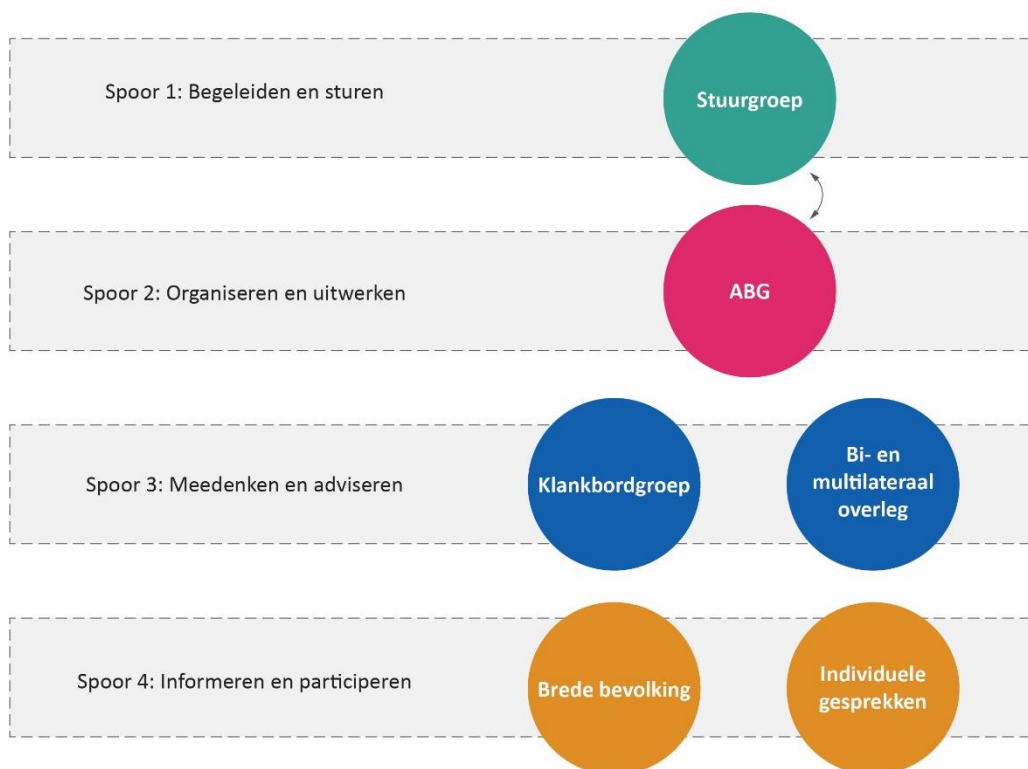 Spoor 1: Begeleiden en sturen
Stuurgroep
Spoor 2: Organiseren en uitwerken
ABG
Spoor 3: Meedenken en adviseren
Klankbordgroep
Bi- en
multilateraal
overleg
Spoor 4: Informeren en participeren
Brede bevolking
Individuele
gesprekken